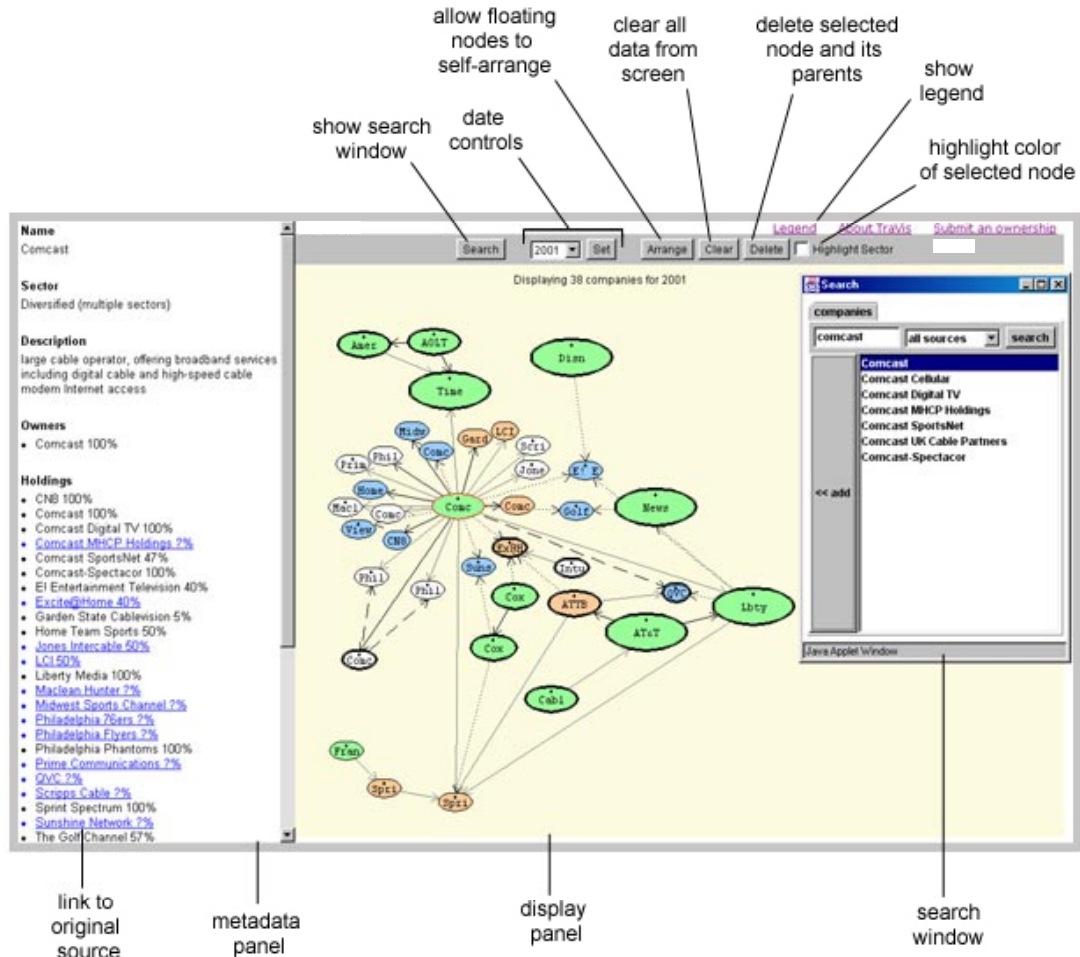 allow floating
nodes to
self-arrange
clear all
data from
screen
delete selected
node and its
parents
show
legend
show search
window
date
controls
highlight color
of selected node
Legend About TraVis Submit an ownership
Search 2001 Set Arrange Clear Delete Highlight Sector
Displaying 38 companies for 2001
Name
Comcast
Sector
Diversified (multiple sectors)
Description
large cable operator, offering broadband services
including digital cable and high-speed cable
modem Internet access
Owners
• Comcast 100%
Holdings
• CN8 100%
• Comcast 100%
• Comcast Digital TV 100%
• Comcast MHCP Holdings ?%
• Comcast SportsNet 47%
• Comcast-Spectacor 100%
• E! Entertainment Television 40%
• Excite@Home 40%
• Garden State Cablevision 5%
• Home Team Sports 50%
• Jones Intercable 50%
• LCI 50%
• Liberty Media 100%
• Maclean Hunter ?%
• Midwest Sports Channel ?%
• Philadelphia 76ers ?%
• Philadelphia Flyers ?%
• Philadelphia Phantoms 100%
• Prime Communications ?%
• QVC ?%
• Scripps Cable ?%
• Sprint Spectrum 100%
• Sunshine Network ?%
• The Golf Channel 57%
Amer
AOLT
Disn
Time
Midw
Gard
LCI
Phil
Comc
Scri
Prim
Jone
E! E
Home
Macl
Comc
Comc
Comc
Golf
News
View
CN8
ExBH
Phil
Phil
Suns
Intu
QVC
Cox
ATTB
Lbty
Comc
Cox
AT&T
Cabl
Fran
Spri
Spri
Search
companies
comcast all sources search
<< add
Comcast
Comcast Cellular
Comcast Digital TV
Comcast MHCP Holdings
Comcast SportsNet
Comcast UK Cable Partners
Comcast-Spectacor
Java Applet Window
link to
original
source
metadata
panel
display
panel
search
window